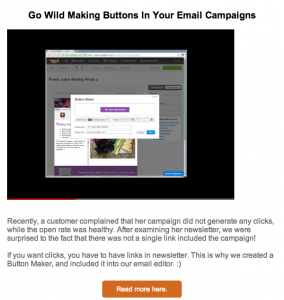 Go Wild Making Buttons In Your Email Campaigns
Button Maker
Recently, a customer complained that her campaign did not generate any clicks,
while the open rate was healthy. After examining her newsletter, we were
surprised to the fact that there was not a single link included the campaign!
If you want clicks, you have to have links in newsletter. This is why we created a
Button Maker, and included it into our email editor. :)
Read more here.